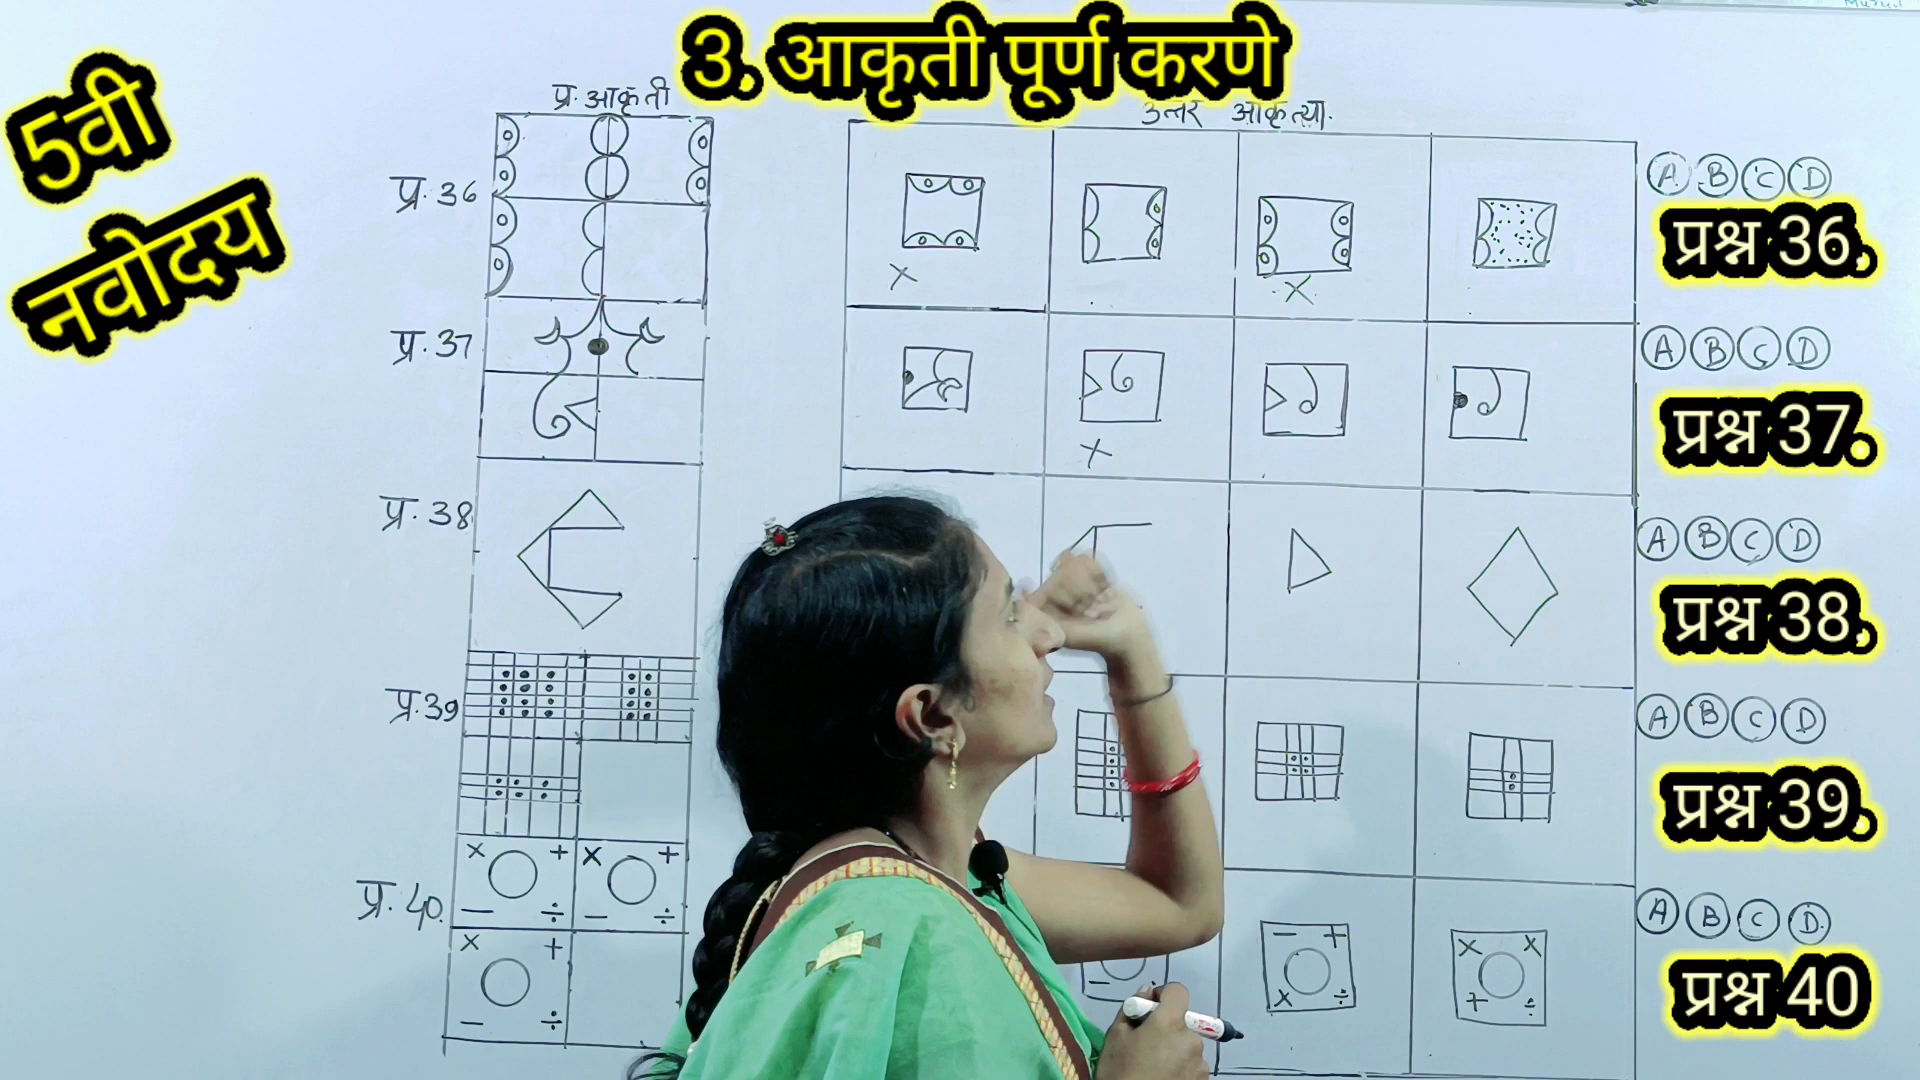 3. आकृती पूर्ण करणे
5वी
नवोदय
प्र. आकृती
उत्तर आकृत्या.
प्र. 36
A B C D
प्रश्न 36.
प्र. 37
A B C D
प्रश्न 37.
प्र. 38
A B C D
प्रश्न 38.
प्र. 39
A B C D
प्रश्न 39.
प्र. 40.
A B C D
प्रश्न 40